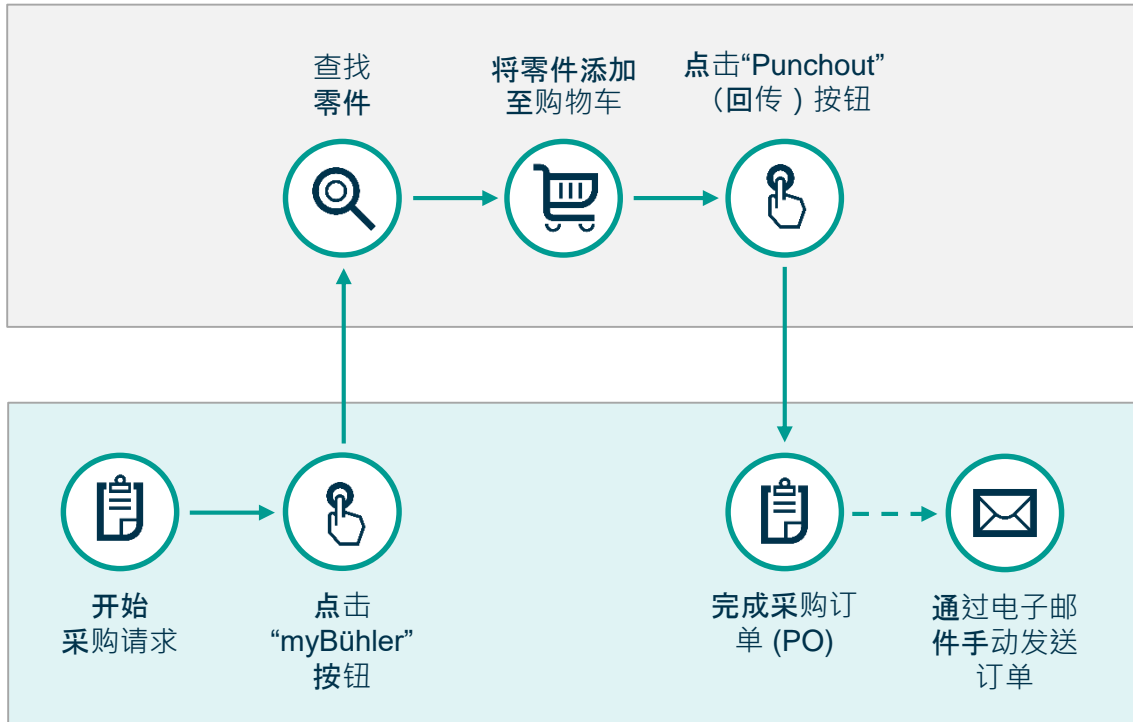 查找
零件
将零件添加
至购物车
点击“Punchout”
（回传）按钮
开始
采购请求
点击
“myBühler”
按钮
完成采购订
单 (PO)
通过电子邮
件手动发送
订单